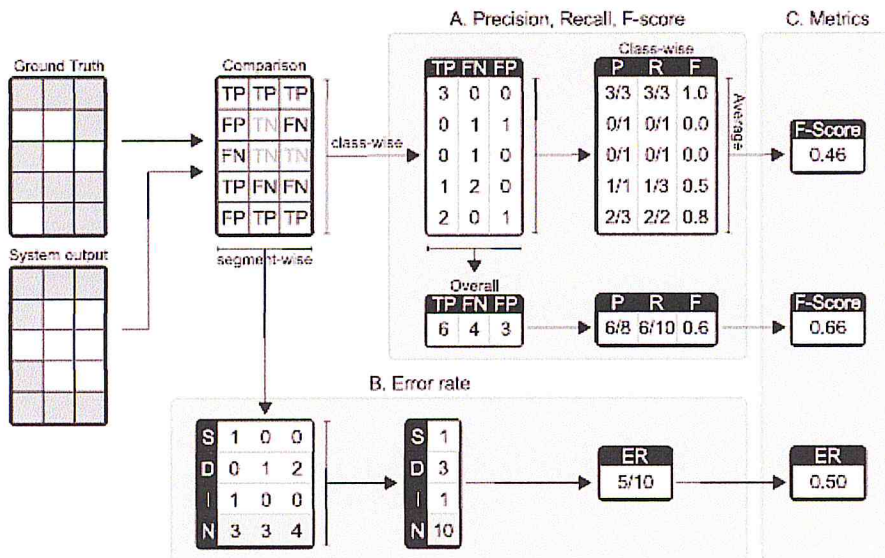 A. Precision, Recall, F-score
C. Metrics
Ground Truth
Comparison
TP TP TP
FP TN FN
FN TN TN
TP FN FN
FP TP TP
class-wise
segment-wise
TP FN FP
3 0 0
0 1 1
0 1 0
1 2 0
2 0 1
Class-wise
P R F
3/3 3/3 1.0
0/1 0/1 0.0
0/1 0/1 0.0
1/1 1/3 0.5
2/3 2/2 0.8
Average
F-Score
0.46
System output
Overall
TP FN FP
6 4 3
P R F
6/8 6/10 0.6
F-Score
0.66
B. Error rate
S 1 0 0
D 0 1 2
I 1 0 0
N 3 3 4
S 1
D 3
I 1
N 10
ER
5/10
ER
0.50